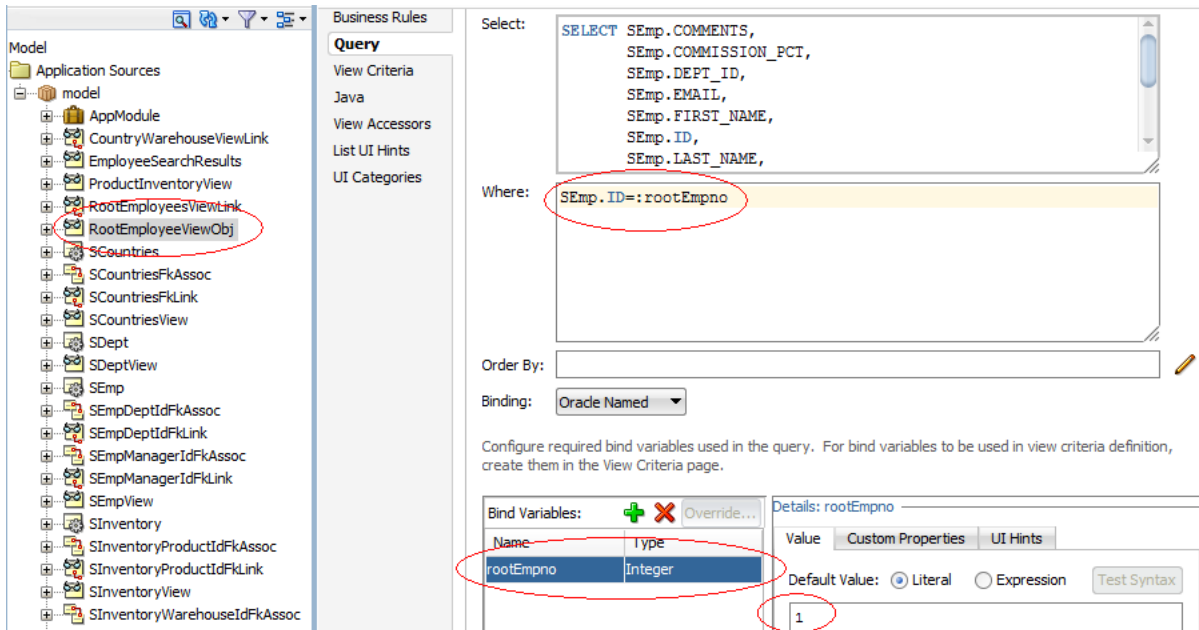 Model
Application Sources
model
AppModule
CountryWarehouseViewLink
EmployeeSearchResults
ProductInventoryView
RootEmployeesViewLink
RootEmployeeViewObj
SCountries
SCountriesFkAssoc
SCountriesFkLink
SCountriesView
SDept
SDeptView
SEmp
SEmpDeptIdFkAssoc
SEmpDeptIdFkLink
SEmpManagerIdFkAssoc
SEmpManagerIdFkLink
SEmpView
SInventory
SInventoryProductIdFkAssoc
SInventoryProductIdFkLink
SInventoryView
SInventoryWarehouseIdFkAssoc
Business Rules
Query
View Criteria
Java
View Accessors
List UI Hints
UI Categories
Select:
SELECT SEmp.COMMENTS,
SEmp.COMMISSION_PCT,
SEmp.DEPT_ID,
SEmp.EMAIL,
SEmp.FIRST_NAME,
SEmp.ID,
SEmp.LAST_NAME,
Where:
SEmp.ID=:rootEmpno
Order By:
Binding: Oracle Named
Configure required bind variables used in the query. For bind variables to be used in view criteria definition,
create them in the View Criteria page.
Bind Variables: Override...
Name Type
rootEmpno Integer
Details: rootEmpno
Value Custom Properties UI Hints
Default Value: Literal Expression Test Syntax
1